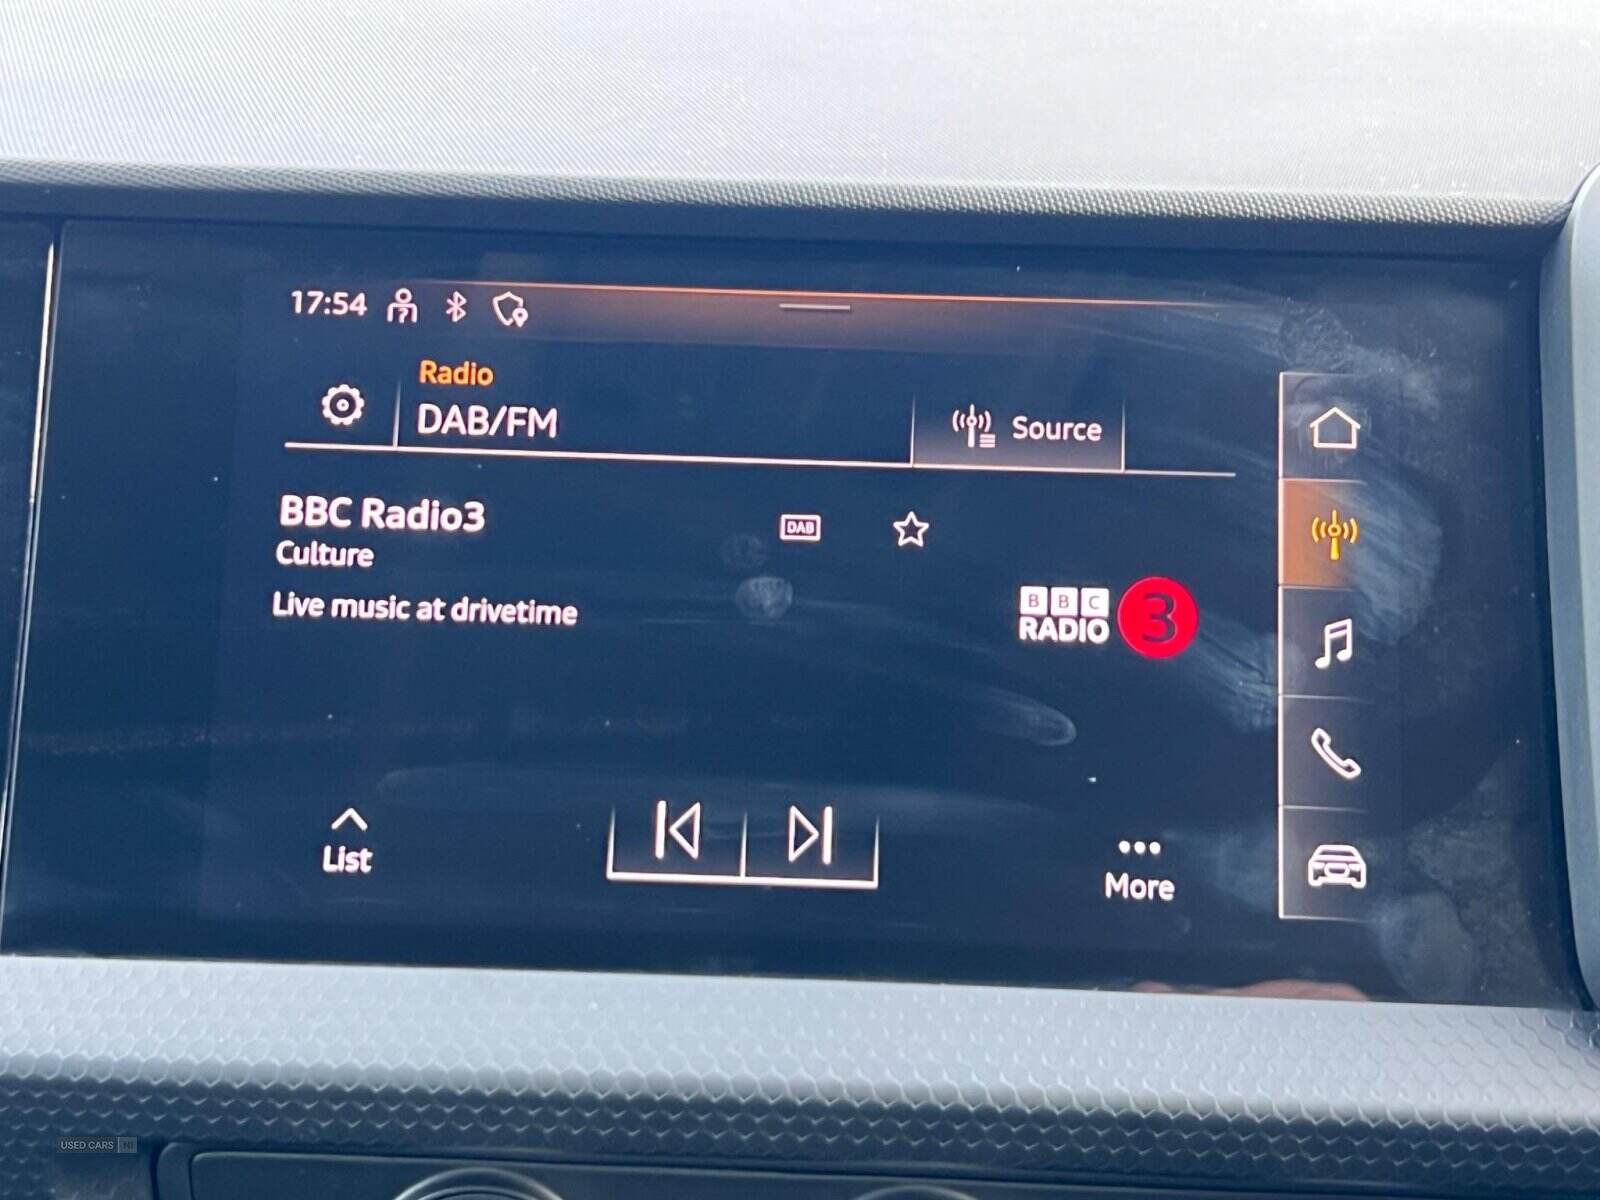 17:54
Radio
DAB/FM
Source
BBC Radio3
DAB
Culture
Live music at drivetime
BBC
RADIO 3
List
More
USED CARS NI